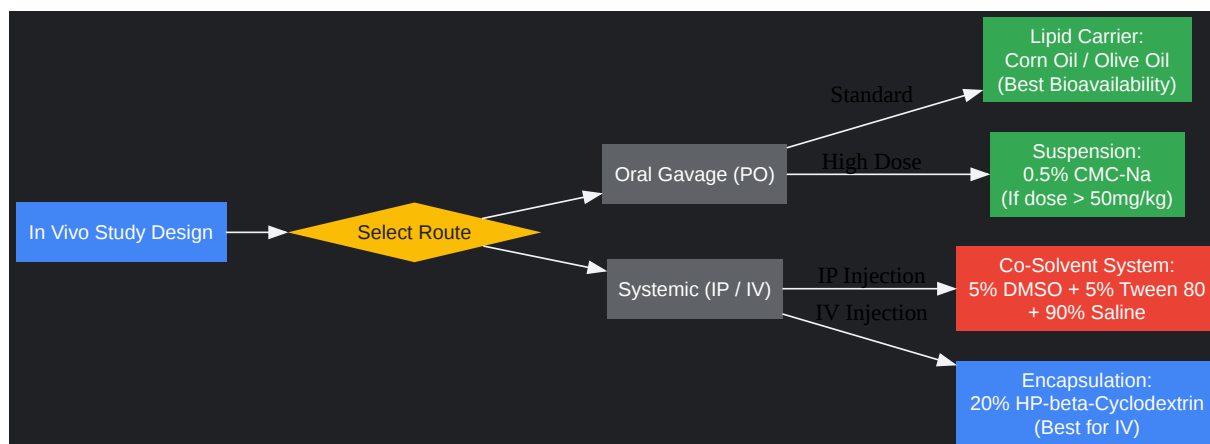 In Vivo Study Design
Select Route
Oral Gavage (PO)
Systemic (IP / IV)
Standard
High Dose
IP Injection
IV Injection
Lipid Carrier:
Corn Oil / Olive Oil
(Best Bioavailability)
Suspension:
0.5% CMC-Na
(If dose > 50mg/kg)
Co-Solvent System:
5% DMSO + 5% Tween 80
+ 90% Saline
Encapsulation:
20% HP-beta-Cyclodextrin
(Best for IV)